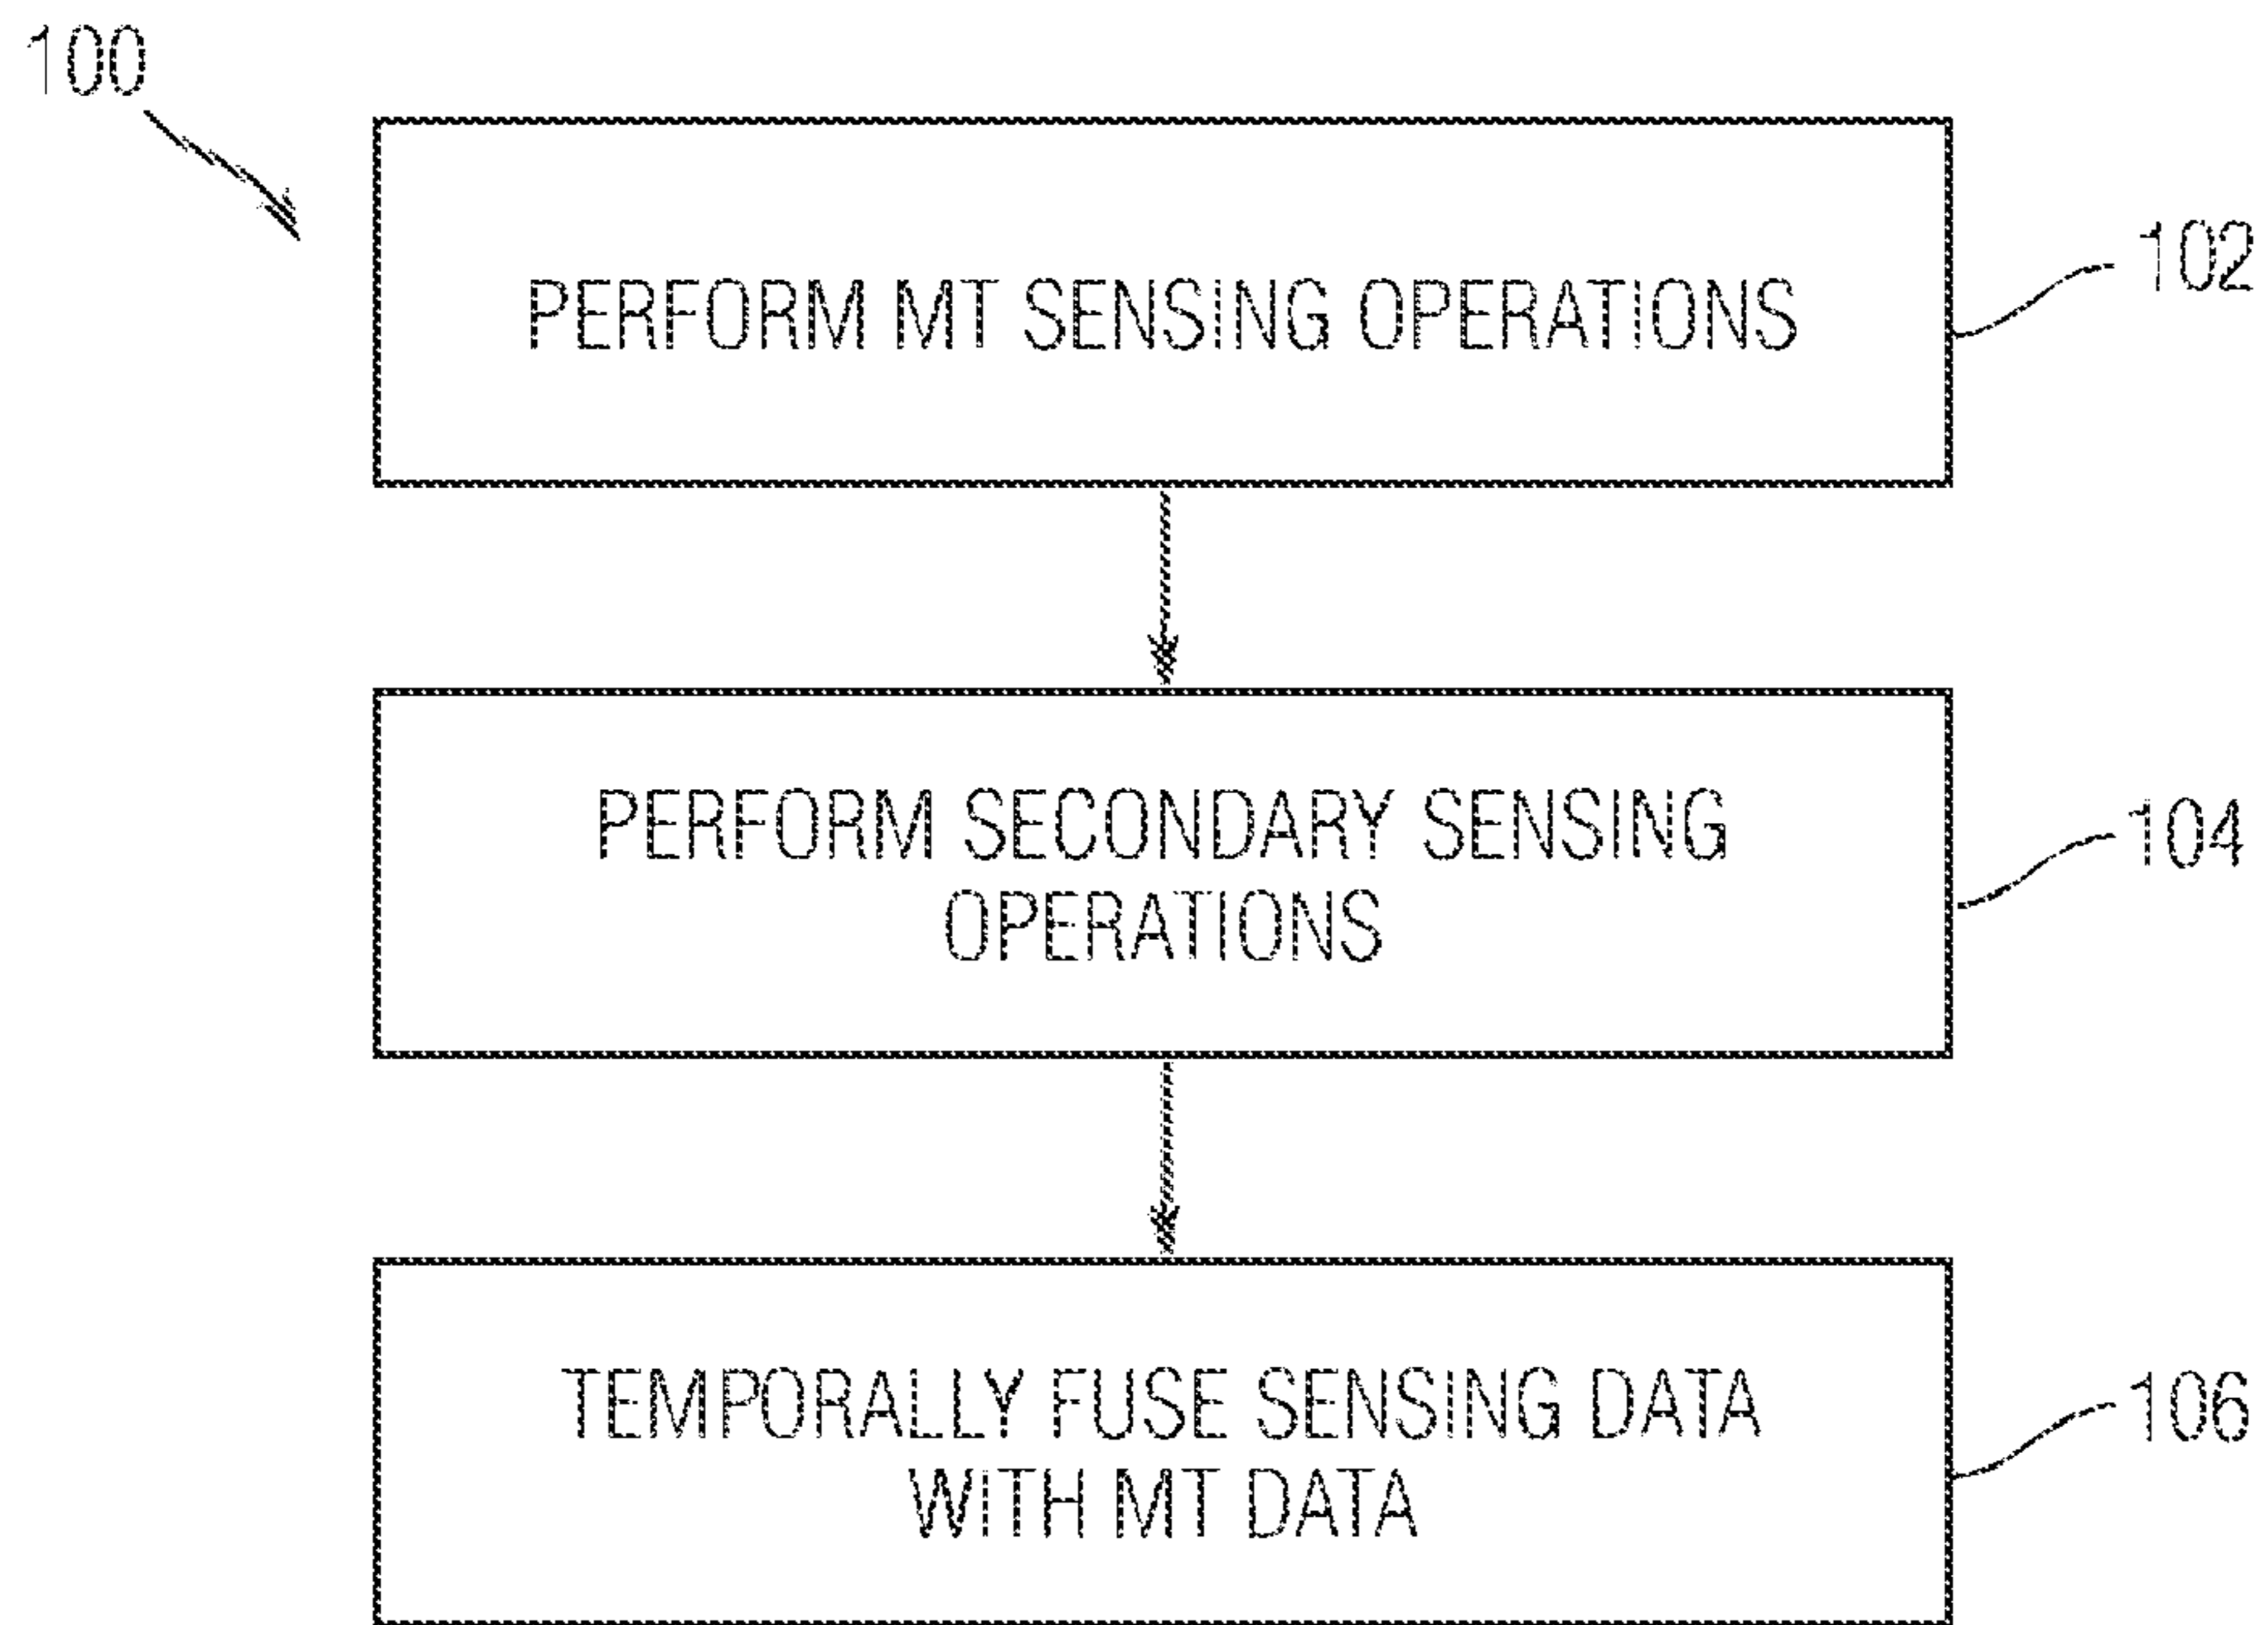 100
PERFORM MT SENSING OPERATIONS
102
PERFORM SECONDARY SENSING
OPERATIONS
104
TEMPORALLY FUSE SENSING DATA
WITH MT DATA
106